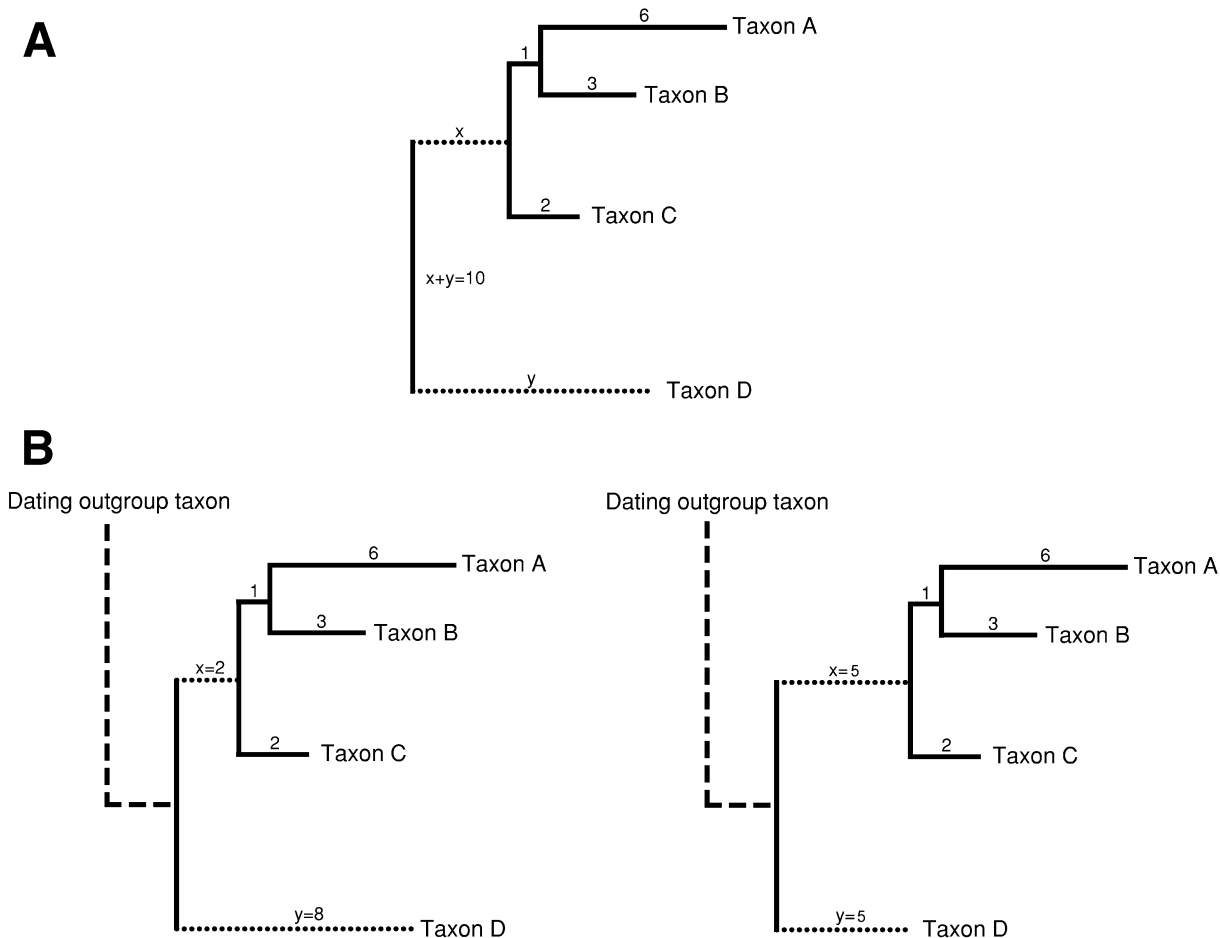 A
6
Taxon A
1
3
Taxon B
x
2
Taxon C
x+y=10
y
Taxon D
B
Dating outgroup taxon
6
Taxon A
1
3
Taxon B
x=2
2
Taxon C
y=8
Taxon D
Dating outgroup taxon
6
Taxon A
1
3
Taxon B
x=5
2
Taxon C
y=5
Taxon D